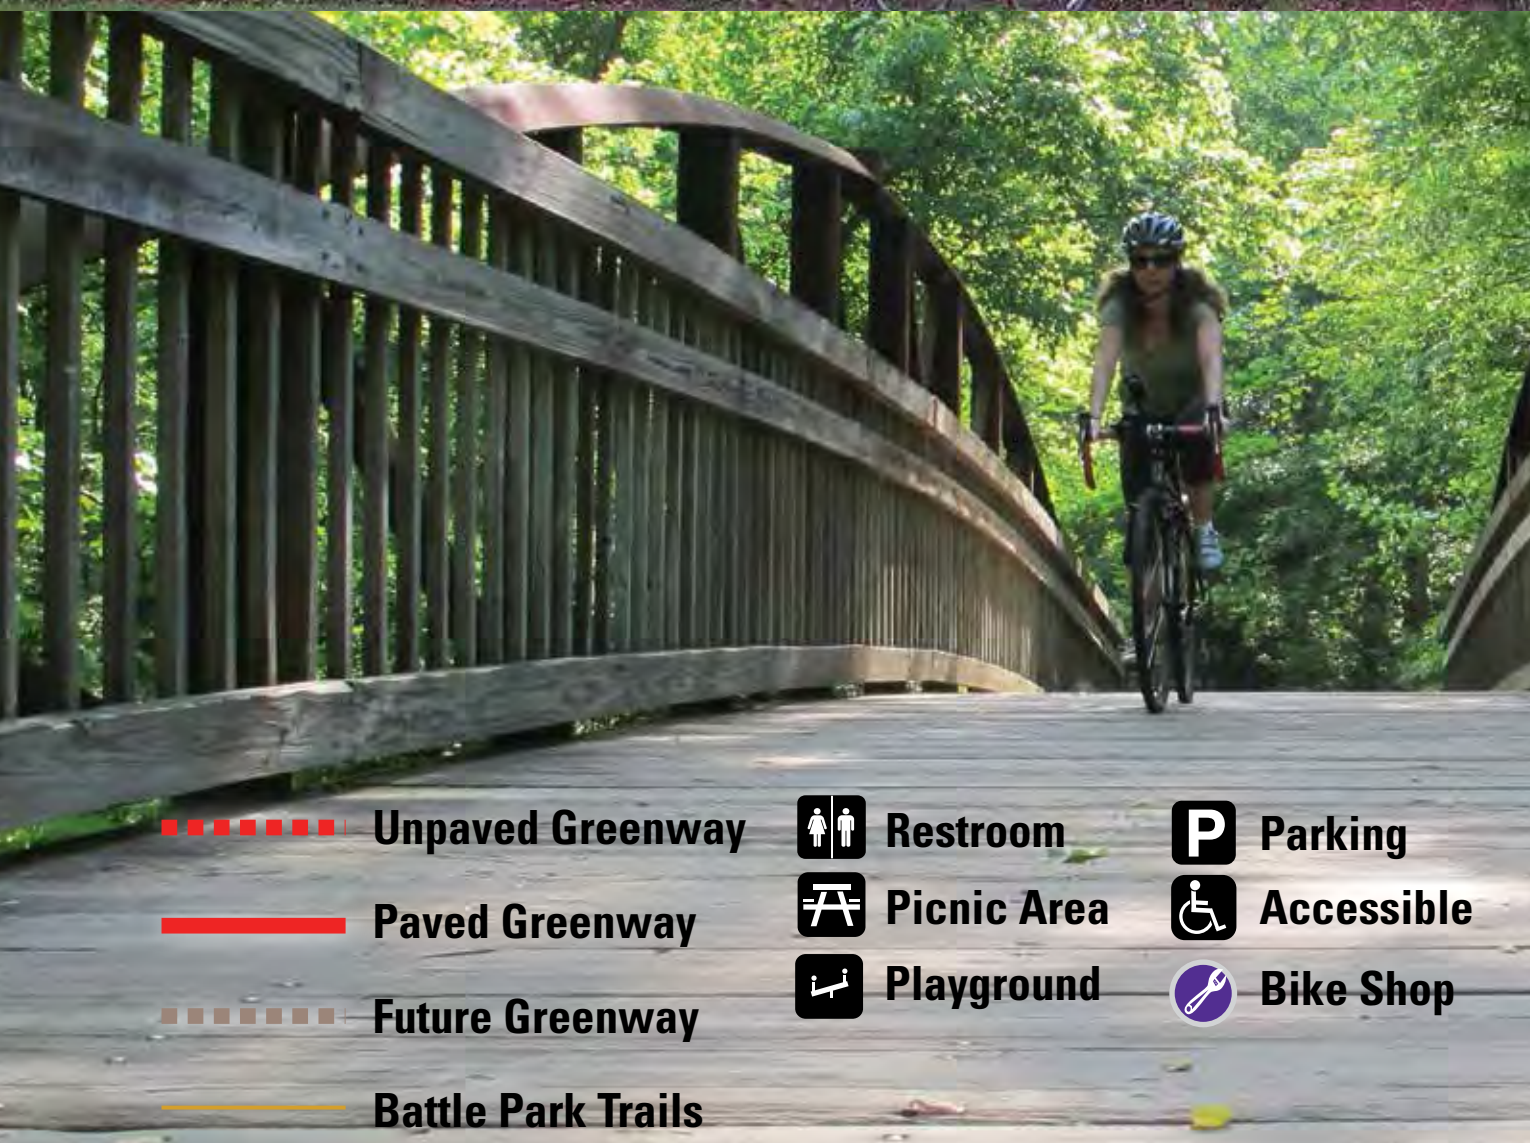 Unpaved Greenway
Paved Greenway
Future Greenway
Battle Park Trails
Restroom
Picnic Area
Playground
P Parking
Accessible
Bike Shop